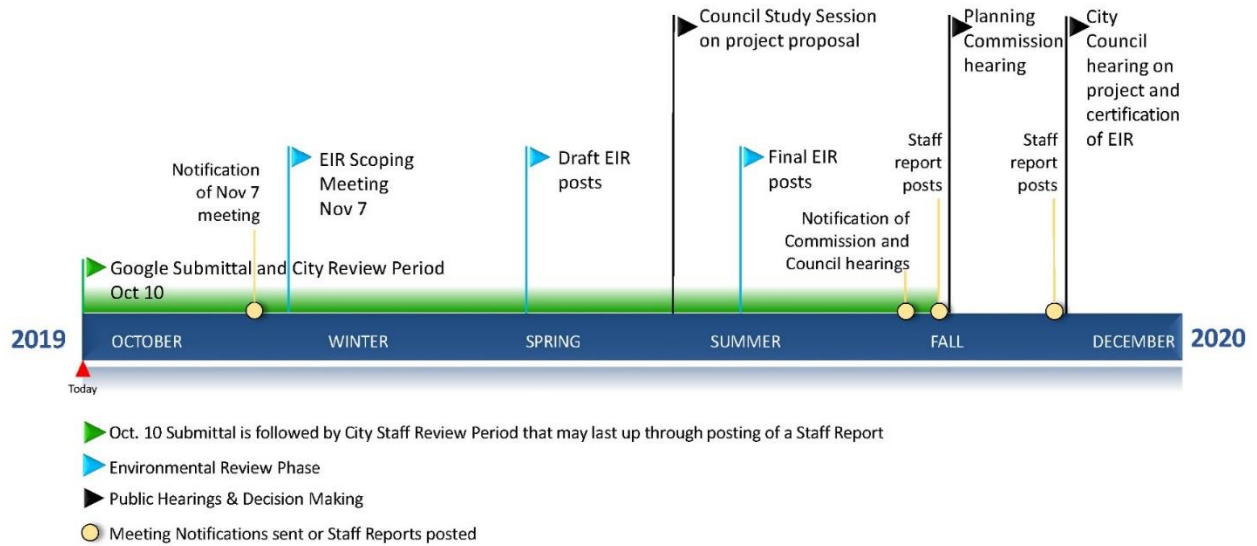 Council Study Session
on project proposal
Planning
Commission
hearing
City
Council
hearing on
project and
certification
of EIR
Notification
of Nov 7
meeting
EIR Scoping
Meeting
Nov 7
Draft EIR
posts
Final EIR
posts
Staff
report
posts
Staff
report
posts
Notification of
Commission and
Council hearings
Google Submittal and City Review Period
Oct 10
2019
OCTOBER
WINTER
SPRING
SUMMER
FALL
DECEMBER
2020
Today
Oct. 10 Submittal is followed by City Staff Review Period that may last up through posting of a Staff Report
Environmental Review Phase
Public Hearings & Decision Making
Meeting Notifications sent or Staff Reports posted